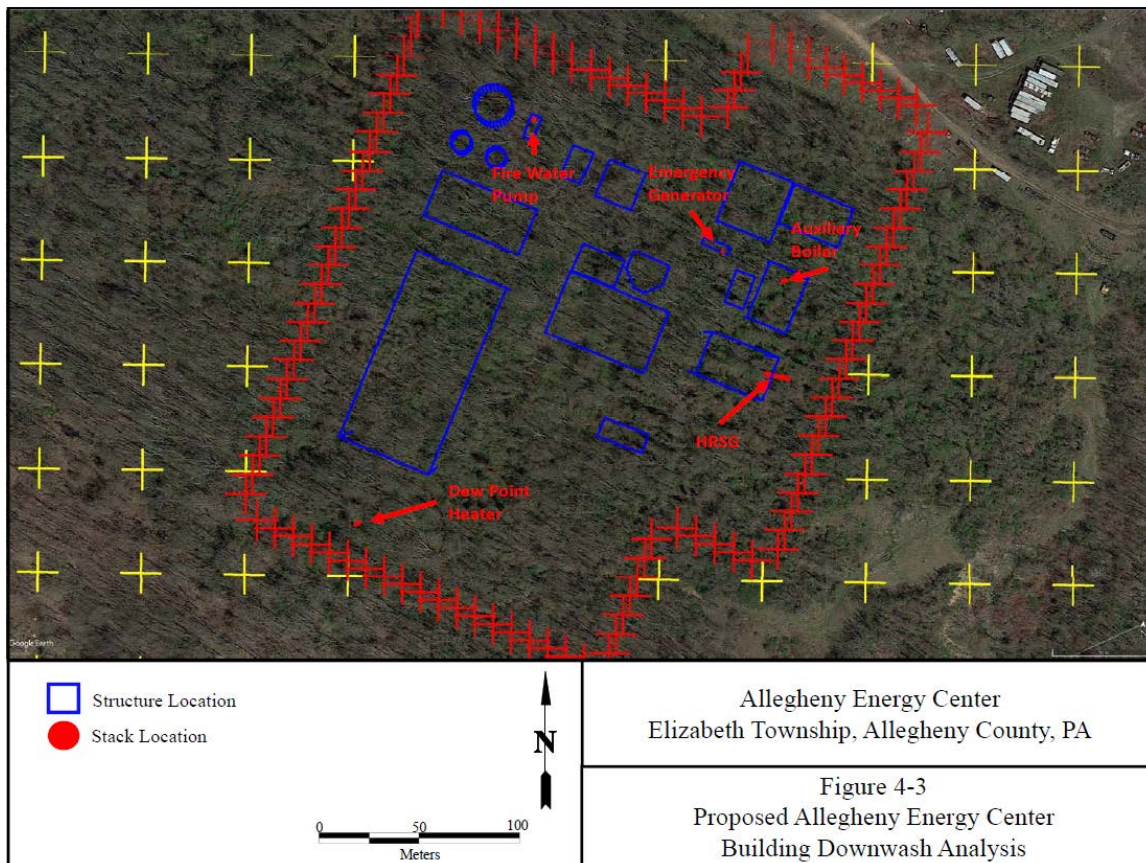 Fire Water
Pump
Emergency
Generator
Auxiliary
Boiler
HRSG
Dew Point
Heater
Google Earth
Structure Location
Stack Location
N
0 50 100
Meters
Allegheny Energy Center
Elizabeth Township, Allegheny County, PA
Figure 4-3
Proposed Allegheny Energy Center
Building Downwash Analysis